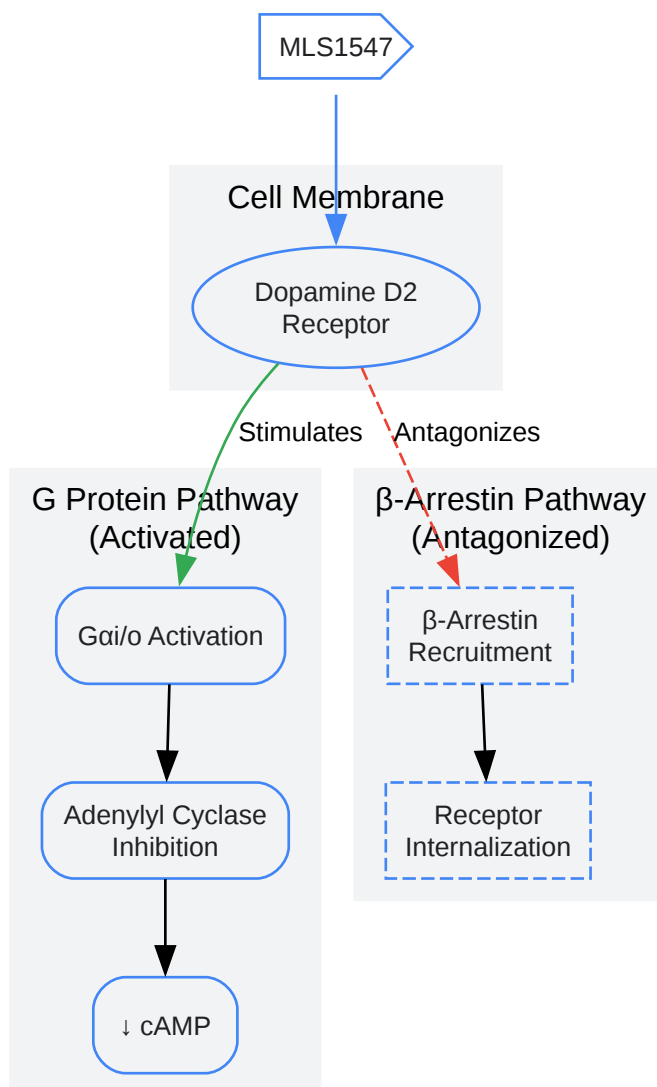 MLS1547
Cell Membrane
Dopamine D2
Receptor
Stimulates
Antagonizes
G Protein Pathway
(Activated)
Gαi/o Activation
Adenylyl Cyclase
Inhibition
↓ cAMP
β-Arrestin Pathway
(Antagonized)
β-Arrestin
Recruitment
Receptor
Internalization